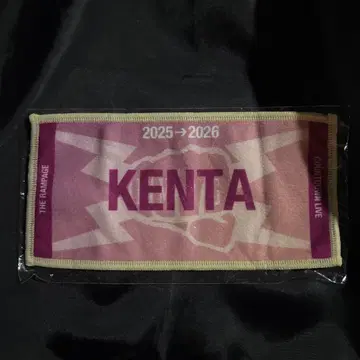 2025→2026
THE RAMPAGE
KENTA
COUNTDOWN LIVE